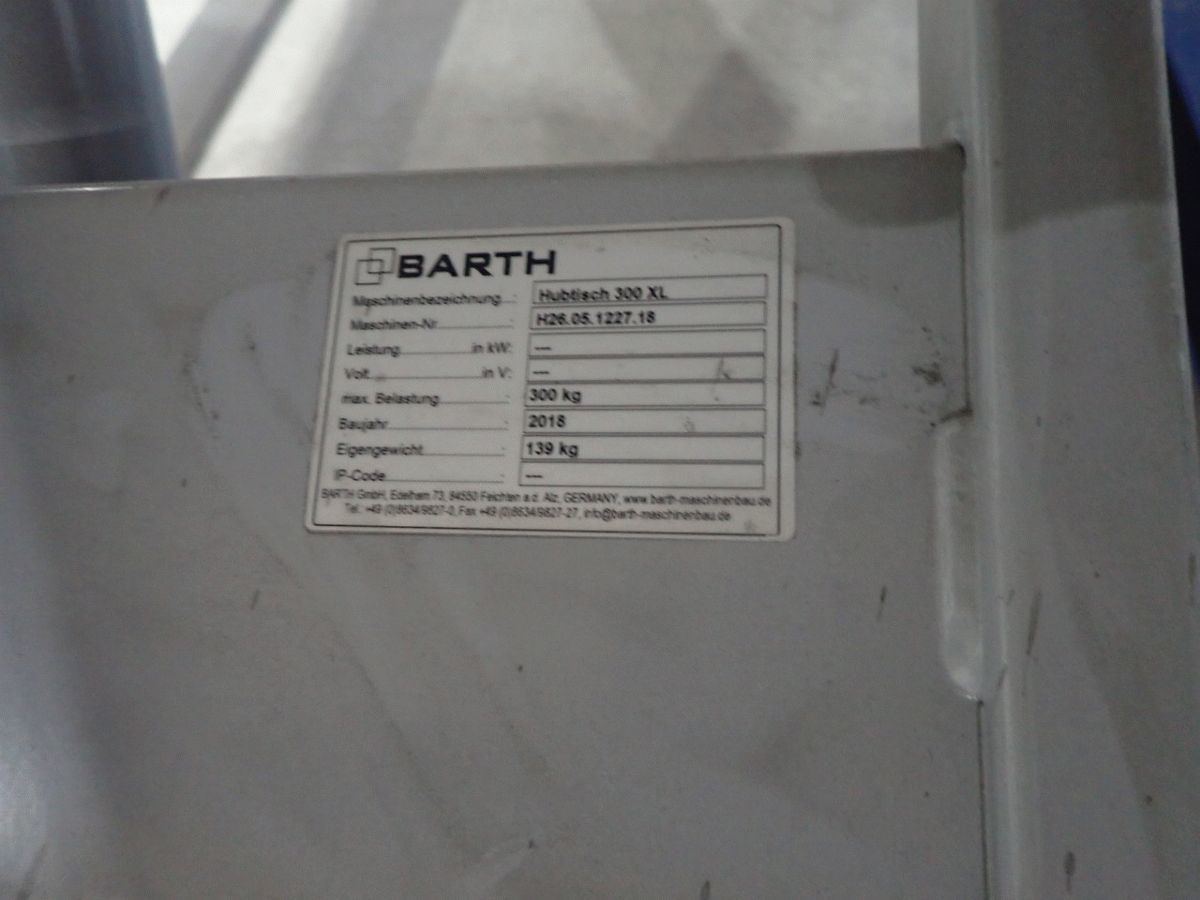 BARTH
Maschinenbezeichnung...: Hubtisch 300 XL
Maschinen-Nr....................: H26.05.1227.18
Leistung....................in kW: ---
Volt.............................in V: ---
max. Belastung.................: 300 kg
Baujahr..............................: 2018
Eigengewicht....................: 139 kg
IP-Code.............................: ---
BARTH GmbH, Edelham 73, 84550 Feichten a.d. Alz, GERMANY, www.barth-maschinenbau.de
Tel.: +49 (0)8634/9827-0, Fax +49 (0)8634/9827-27, info@barth-maschinenbau.de